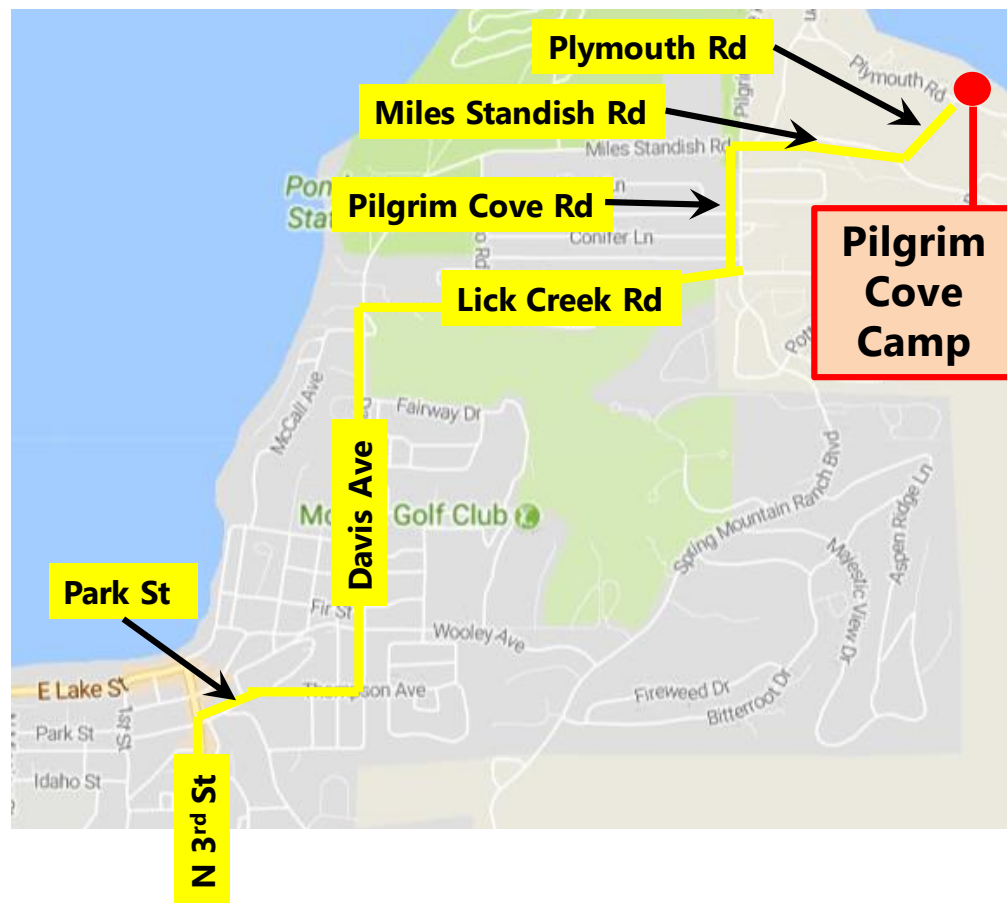 Plymouth Rd
Plymouth Rd
Miles Standish Rd
Miles Standish Rd
Pilgrim Cove Rd
Conifer Ln
Ln
Pilgrim
Cove
Camp
Lick Creek Rd
McCall Ave
Fairway Dr
Golf Club
Davis Ave
Spring Mountain Ranch Blvd
Aspen Ridge Ln
Majestic View Dr
Park St
Fir St
Wooley Ave
E Lake St
Thompson Ave
Fireweed Dr
Bitterroot Dr
1st St
Park St
Idaho St
N 3rd St